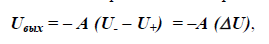 Uвых = – A (U- – U+) = –A (ΔU),